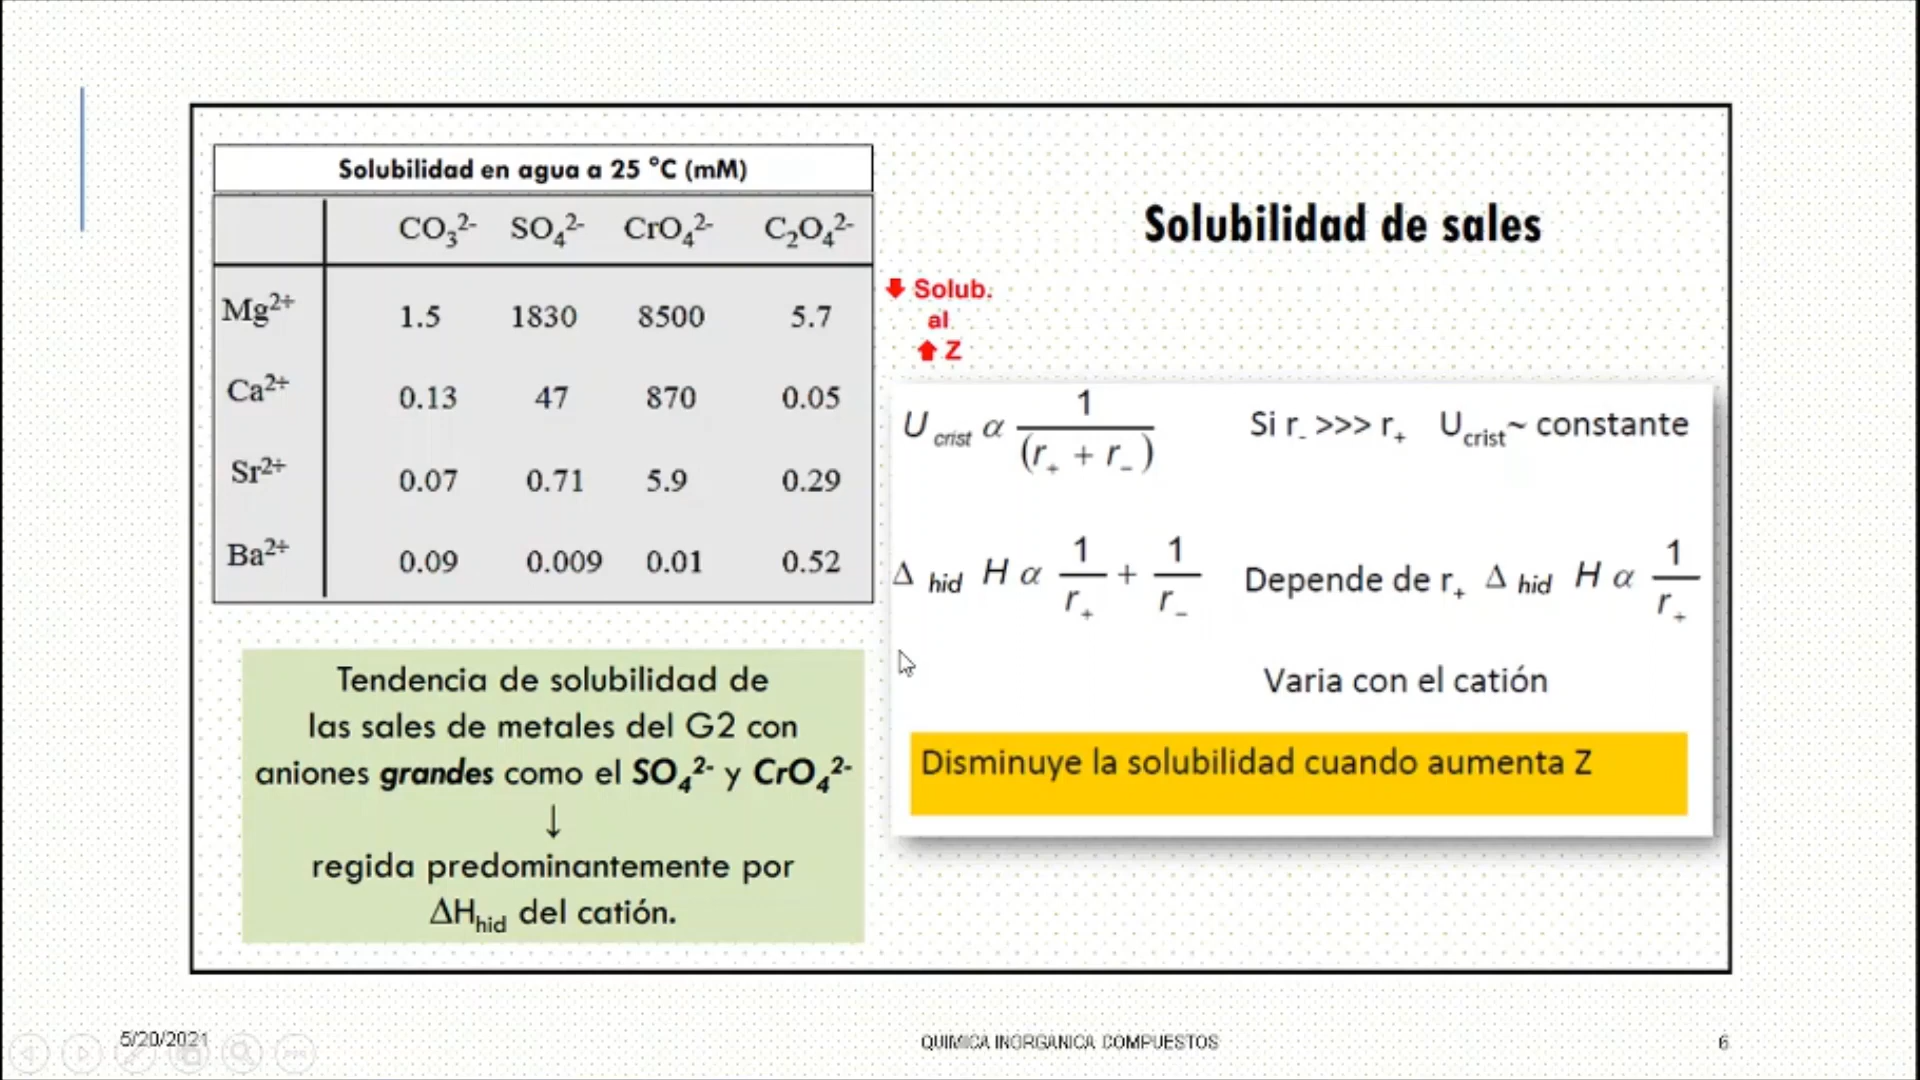 Solubilidad en agua a 25 °C (mM)
CO₃²⁻ SO₄²⁻ CrO₄²⁻ C₂O₄²⁻
Mg²⁺ 1.5 1830 8500 5.7
Ca²⁺ 0.13 47 870 0.05
Sr²⁺ 0.07 0.71 5.9 0.29
Ba²⁺ 0.09 0.009 0.01 0.52
Tendencia de solubilidad de
las sales de metales del G2 con
aniones grandes como el SO₄²⁻ y CrO₄²⁻
↓
regida predominantemente por
ΔH_hid del catión.
Solubilidad de sales
⬇ Solub.
al
⬆ Z
U_crist α 1/(r₊ + r₋) Si r₋ >>> r₊ U_crist~ constante
Δ_hid H α 1/r₊ + 1/r₋ Depende de r₊ Δ_hid H α 1/r₊
Varia con el catión
Disminuye la solubilidad cuando aumenta Z
5/20/2021 QUIMICA INORGANICA COMPUESTOS 6